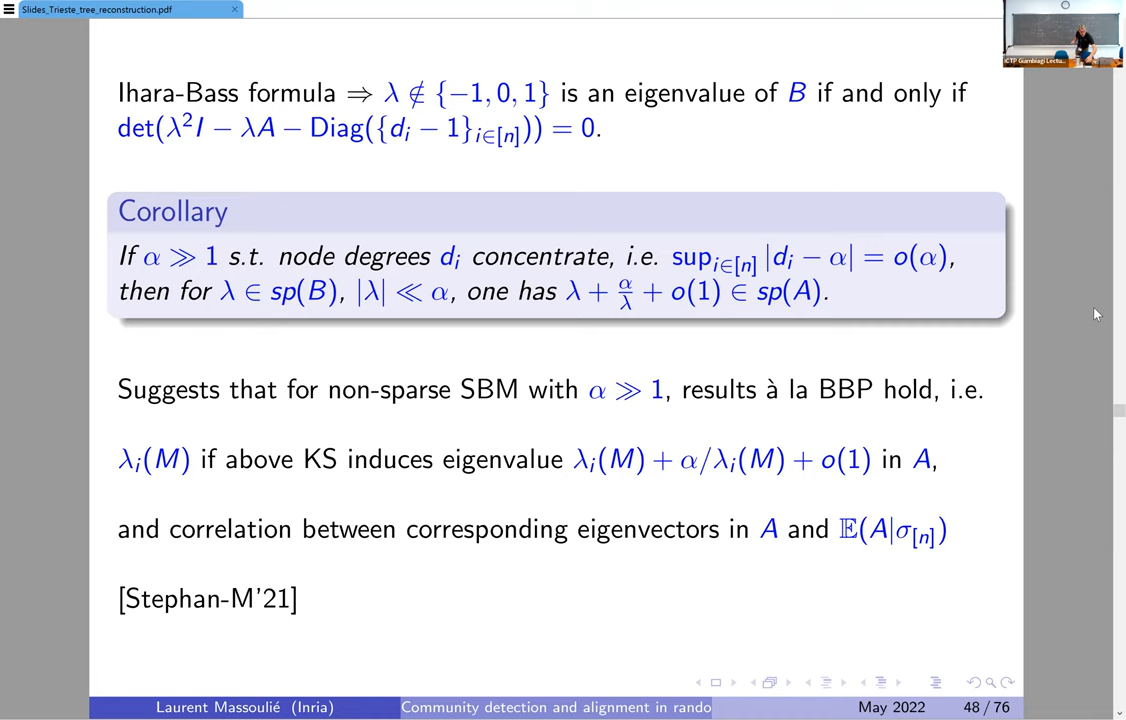 Slides_Trieste_tree_reconstruction.pdf
ICTP Giambiagi Lectu...
Ihara-Bass formula ⇒ λ ∉ {−1, 0, 1} is an eigenvalue of B if and only if
det(λ²I − λA − Diag({d_i − 1}_{i∈[n]})) = 0.
Corollary
If α ≫ 1 s.t. node degrees d_i concentrate, i.e. sup_{i∈[n]} |d_i − α| = o(α),
then for λ ∈ sp(B), |λ| ≪ α, one has λ + α/λ + o(1) ∈ sp(A).
Suggests that for non-sparse SBM with α ≫ 1, results à la BBP hold, i.e.
λ_i(M) if above KS induces eigenvalue λ_i(M) + α/λ_i(M) + o(1) in A,
and correlation between corresponding eigenvectors in A and 𝔼(A|σ_{[n]})
[Stephan-M'21]
Laurent Massoulié (Inria) Community detection and alignment in rando May 2022 48 / 76